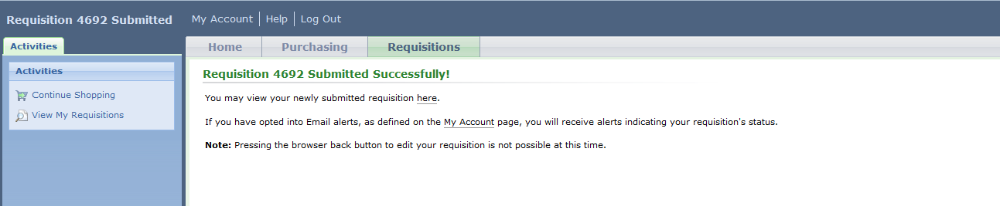 Requisition 4692 Submitted
My Account Help Log Out
Activities
Home Purchasing Requisitions
Activities
Continue Shopping
View My Requisitions
Requisition 4692 Submitted Successfully!
You may view your newly submitted requisition here.
If you have opted into Email alerts, as defined on the My Account page, you will receive alerts indicating your requisition's status.
Note: Pressing the browser back button to edit your requisition is not possible at this time.